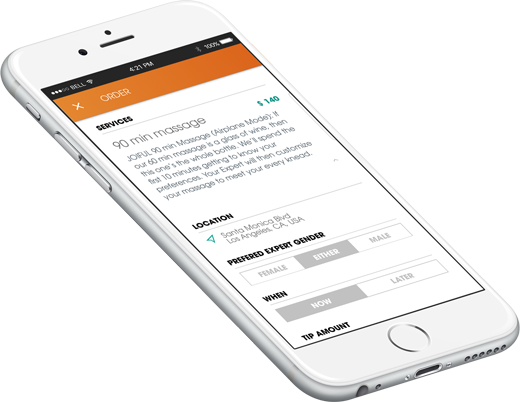 BELL 4:21 PM 100%
× ORDER
SERVICES
90 min massage $ 140
JOIFUL 90 min Massage (Airplane Mode): If
our 60 min massage is a glass of wine, then
this one's the whole bottle. We'll spend the
first 10 minutes getting to know your
preferences. Your Expert will then customize
your massage to meet your every knead.
LOCATION
Santa Monica Blvd
Los Angeles, CA, USA
PREFERED EXPERT GENDER
FEMALE EITHER MALE
WHEN
NOW LATER
TIP AMOUNT